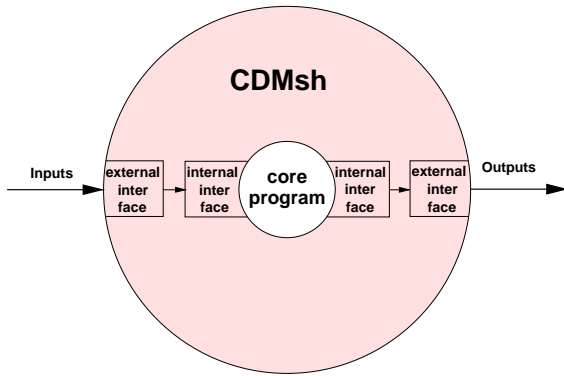 CDMsh
Inputs
external
inter
face
internal
inter
face
core
program
internal
inter
face
external
inter
face
Outputs